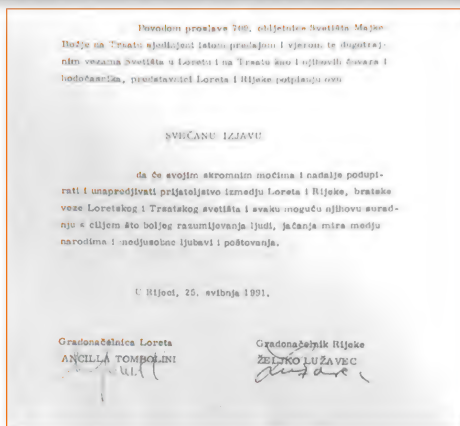 Povodom proslave 700. obljetnice Svetišta Majke
Božje na Trsatu sjedinjeni istom predajom i vjerom, te dugotraj-
nim vezama Svetišta u Loretu i na Trsatu kao i njihovih čuvara i
hodočasnika, predstavnici Loreta i Rijeke potpisuju ovu
SVEČANU IZJAVU
da će svojim skromnim moćima i nadalje podupi-
rati i unapredjivati prijateljstvo izmedju Loreta i Rijeke, bratske
veze Loretskog i Trsatskog svetišta i svaku moguću njihovu surad-
nju s ciljem što boljeg razumijevanja ljudi, jačanja mira medju
narodima i medjusobne ljubavi i poštovanja.
U Rijeci, 25. svibnja 1991.
Gradonačelnica Loreta Gradonačelnik Rijeke
ANCILLA TOMBOLINI ŽELJKO LUŽAVEC